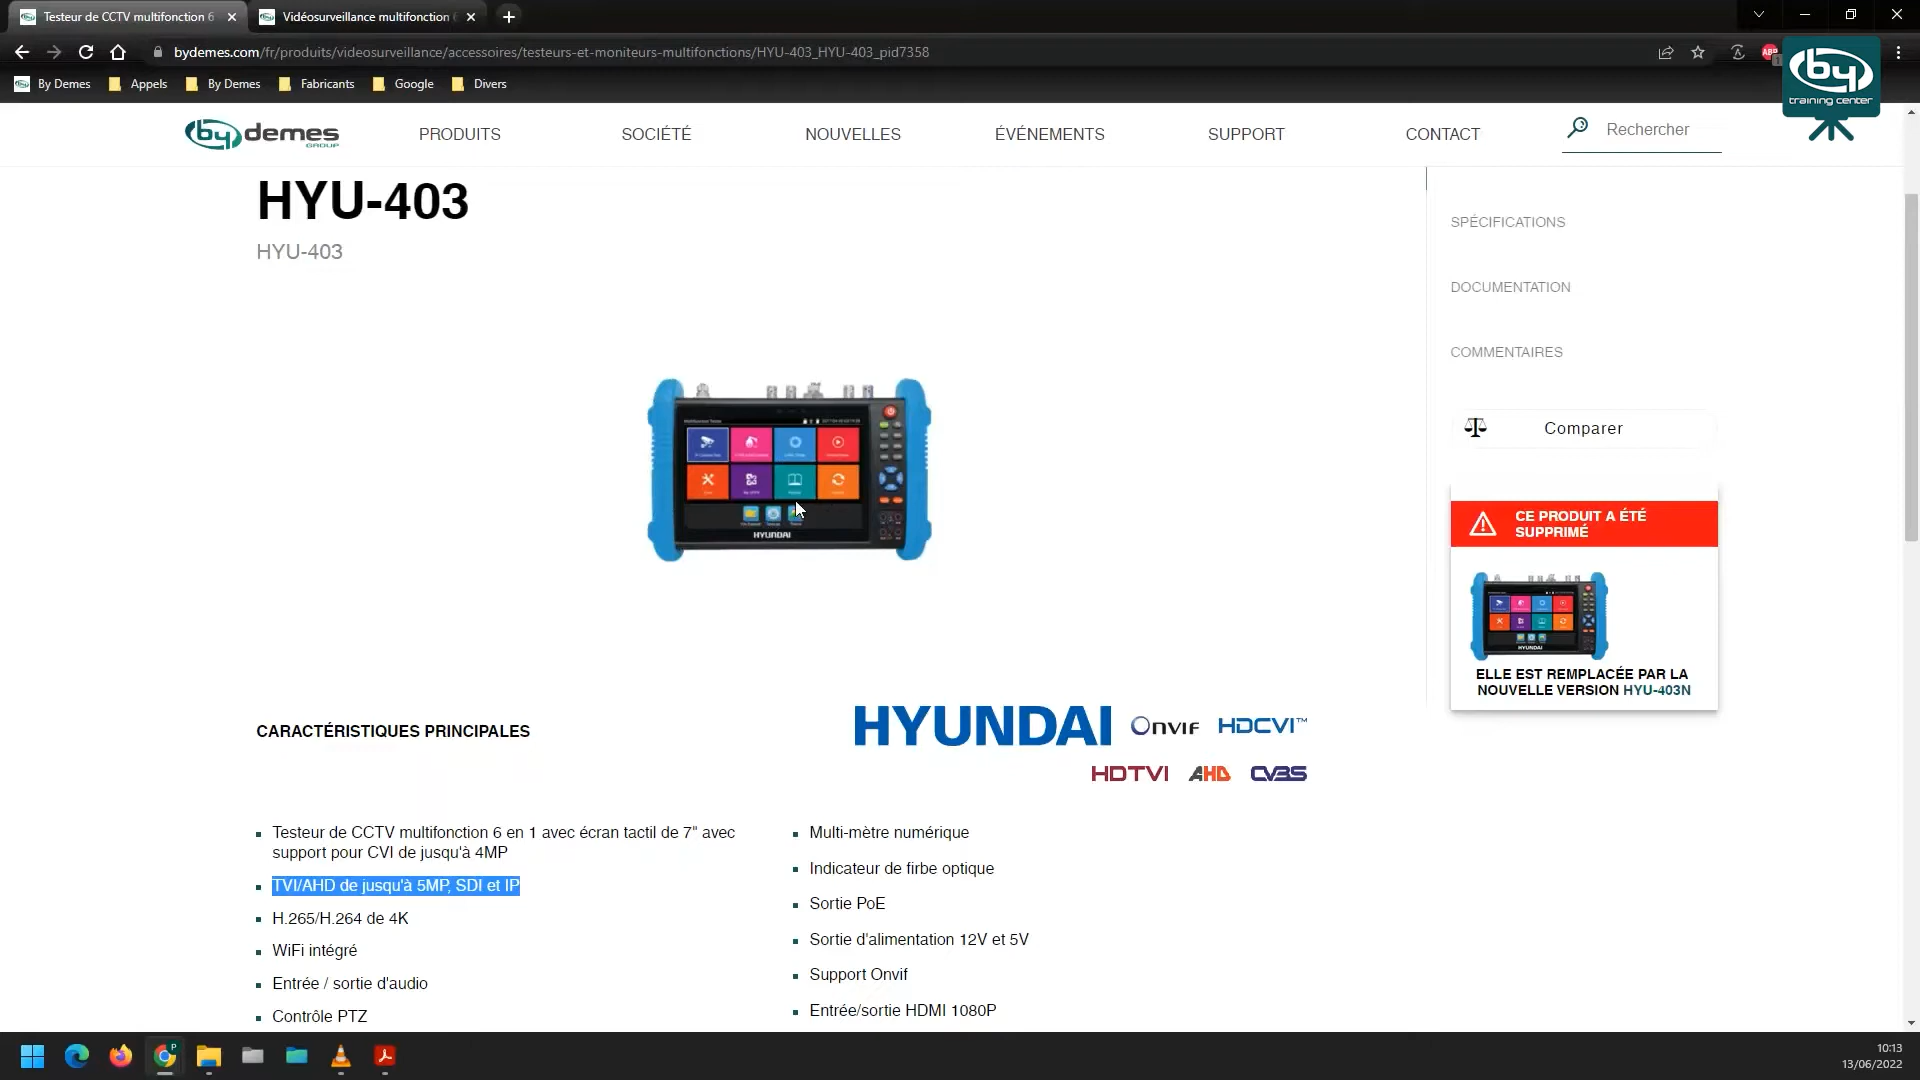 Testeur de CCTV multifonction 6
Vidéosurveillance multifonction
bydemes.com/fr/produits/videosurveillance/accessoires/testeurs-et-moniteurs-multifonctions/HYU-403_HYU-403_pid7358
ABP
By Demes
Appels
By Demes
Fabricants
Google
Divers
by
training center
by demes
GROUP
PRODUITS
SOCIÉTÉ
NOUVELLES
ÉVÉNEMENTS
SUPPORT
CONTACT
Rechercher
HYU-403
HYU-403
HYUNDAI
SPÉCIFICATIONS
DOCUMENTATION
COMMENTAIRES
Comparer
CE PRODUIT A ÉTÉ
SUPPRIMÉ
HYUNDAI
ELLE EST REMPLACÉE PAR LA
NOUVELLE VERSION HYU-403N
CARACTÉRISTIQUES PRINCIPALES
HYUNDAI ONVIF HDCVI™
HDTVI AHD CVBS
Testeur de CCTV multifonction 6 en 1 avec écran tactil de 7" avec
support pour CVI de jusqu'à 4MP
TVI/AHD de jusqu'à 5MP, SDI et IP
H.265/H.264 de 4K
WiFi intégré
Entrée / sortie d'audio
Contrôle PTZ
Multi-mètre numérique
Indicateur de firbe optique
Sortie PoE
Sortie d'alimentation 12V et 5V
Support Onvif
Entrée/sortie HDMI 1080P
10:13
13/06/2022